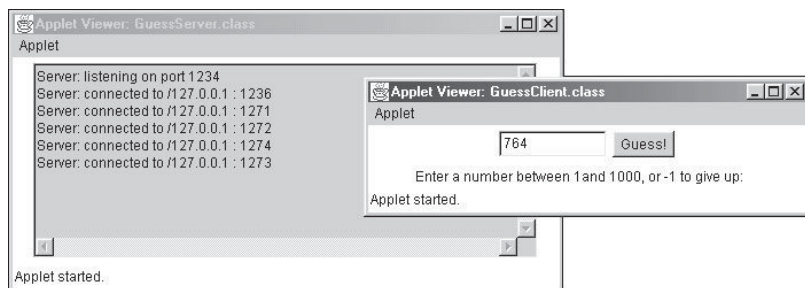 Applet Viewer: GuessServer.class
Applet
Server: listening on port 1234
Server: connected to /127.0.0.1 : 1236
Server: connected to /127.0.0.1 : 1271
Server: connected to /127.0.0.1 : 1272
Server: connected to /127.0.0.1 : 1274
Server: connected to /127.0.0.1 : 1273
Applet started.
Applet Viewer: GuessClient.class
Applet
764 Guess!
Enter a number between 1 and 1000, or -1 to give up:
Applet started.